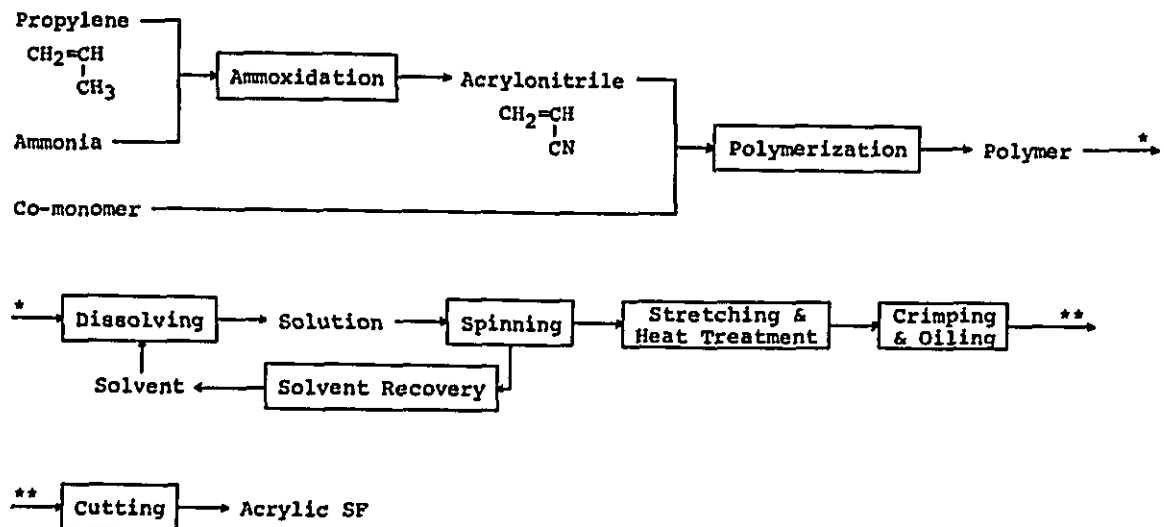 Propylene
CH2=CH
CH3
Ammoxidation
Acrylonitrile
CH2=CH
CN
Ammonia
Polymerization
Polymer
*
Co-monomer
*
Dissolving
Solution
Spinning
Stretching &
Heat Treatment
Crimping
& Oiling
**
Solvent
Solvent Recovery
**
Cutting
Acrylic SF